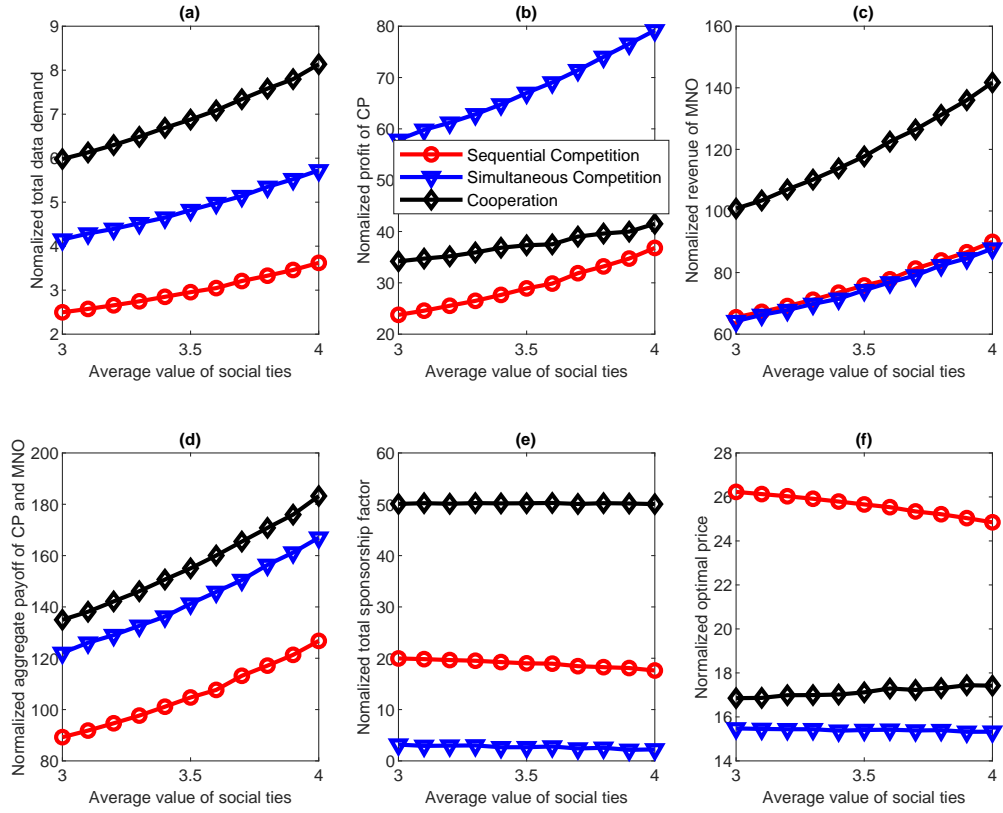 (a)
Nomalized total data demand
9
8
7
6
5
4
3
2
3
3.5
4
Average value of social ties
(b)
Nomalized profit of CP
80
70
60
50
40
30
20
3
3.5
4
Average value of social ties
Sequential Competition
Simultaneous Competition
Cooperation
(c)
Nomalized revenue of MNO
160
140
120
100
80
60
3
3.5
4
Average value of social ties
(d)
Nomalized aggregate payoff of CP and MNO
200
180
160
140
120
100
80
3
3.5
4
Average value of social ties
(e)
Nomalized total sponsorship factor
60
50
40
30
20
10
0
3
3.5
4
Average value of social ties
(f)
Normalized optimal price
28
26
24
22
20
18
16
14
3
3.5
4
Average value of social ties